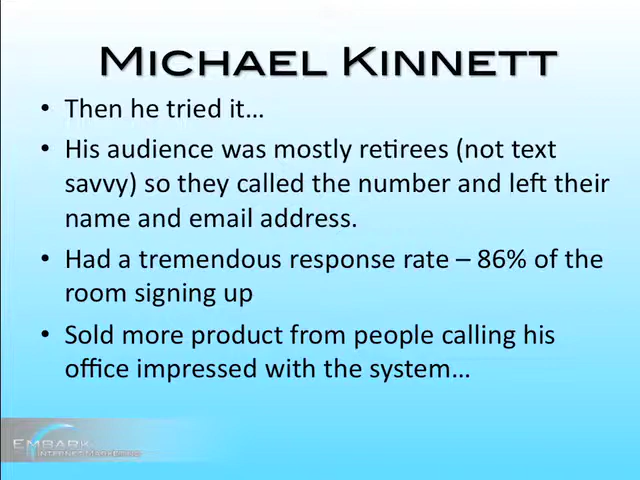 MICHAEL KINNETT
• Then he tried it…
• His audience was mostly retirees (not text
savvy) so they called the number and left their
name and email address.
• Had a tremendous response rate – 86% of the
room signing up
• Sold more product from people calling his
office impressed with the system…
EMBARK
INTERNET MARKETING